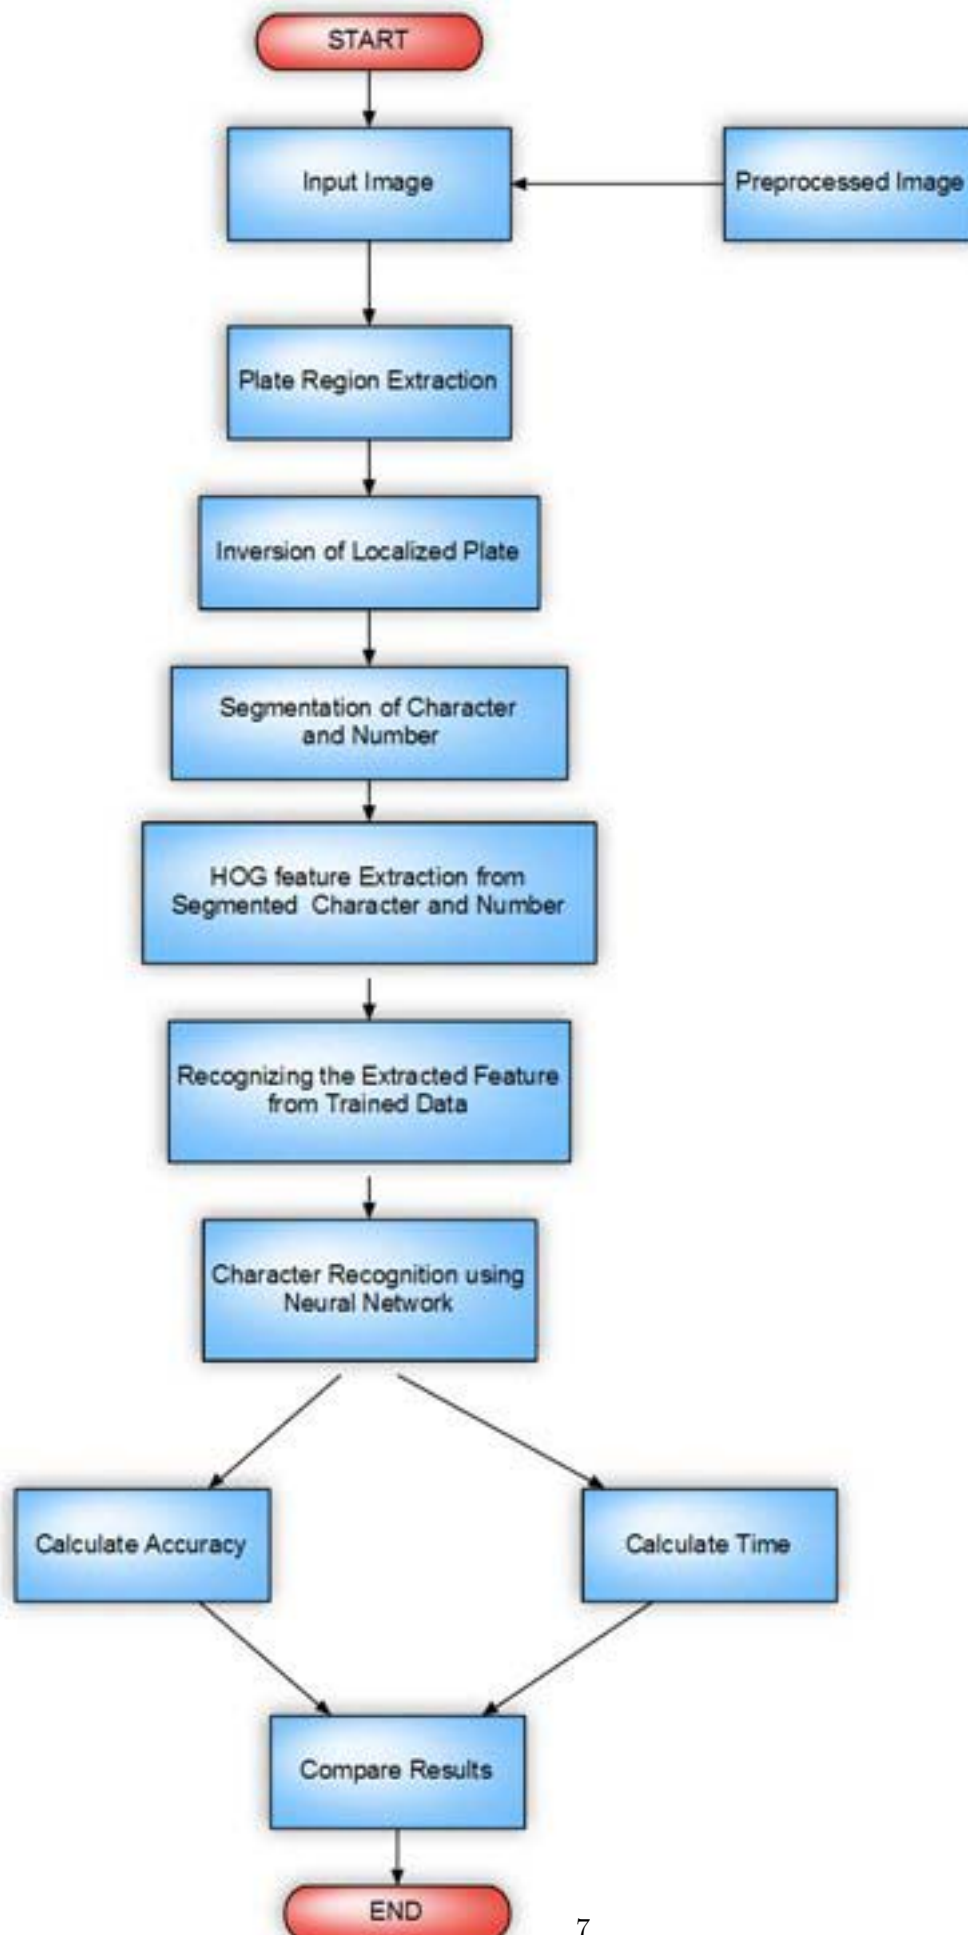 START
Input Image
Preprocessed Image
Plate Region Extraction
Inversion of Localized Plate
Segmentation of Character
and Number
HOG feature Extraction from
Segmented Character and Number
Recognizing the Extracted Feature
from Trained Data
Character Recognition using
Neural Network
Calculate Accuracy
Calculate Time
Compare Results
END
7